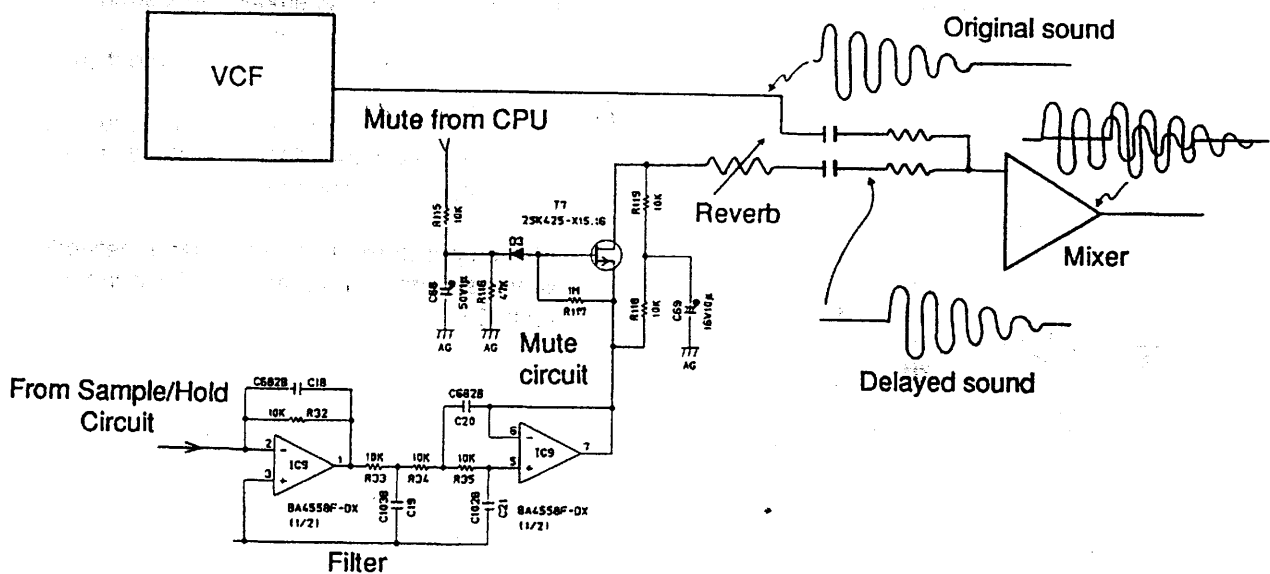 Original sound
VCF
Mute from CPU
R115
10K
T7
2SK425-X15.16
R119
10K
Reverb
Mixer
D3
C68
50V1µ
R116
47K
1M
R117
R118
10K
C69
16V10µ
AG
AG
AG
Mute
circuit
Delayed sound
From Sample/Hold
Circuit
C682B
C18
10K
R32
C682B
C20
2
-
3
+
IC9
1
10K
R33
10K
R34
10K
R35
6
-
5
+
IC9
7
BA4558F-DX
(1/2)
C103B
C19
C102B
C21
BA4558F-DX
(1/2)
Filter